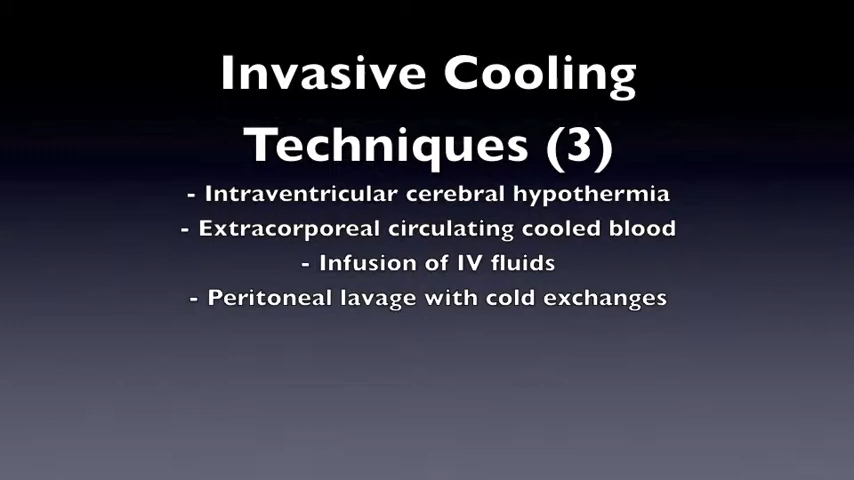 Invasive Cooling
Techniques (3)
- Intraventricular cerebral hypothermia
- Extracorporeal circulating cooled blood
- Infusion of IV fluids
- Peritoneal lavage with cold exchanges